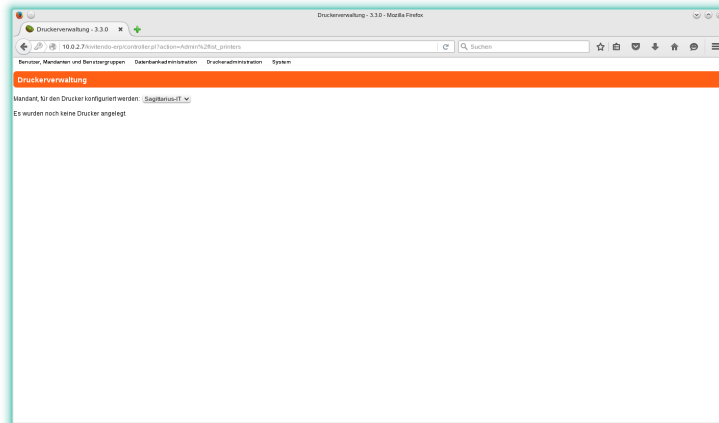 Druckerverwaltung - 3.3.0 - Mozilla Firefox
Druckerverwaltung - 3.3.0
10.0.2.7/kivitendo-erp/controller.pl?action=Admin%2flist_printers
Suchen
Benutzer, Mandanten und Benutzergruppen Datenbankadministration Druckeradministration System
Druckerverwaltung
Mandant, für den Drucker konfiguriert werden: Sagittarius-IT
Es wurden noch keine Drucker angelegt.